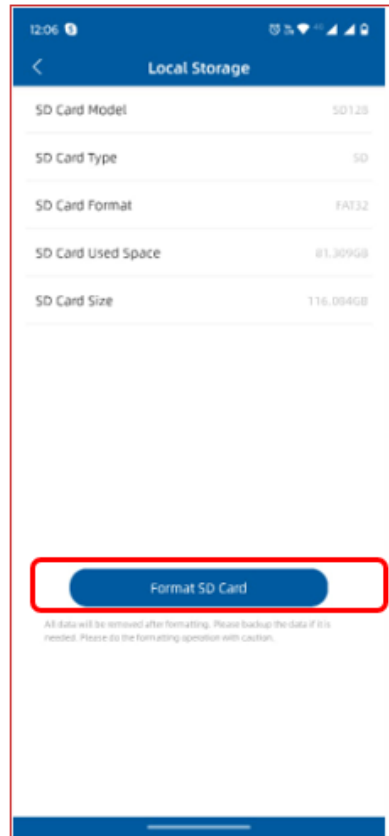 12:06
Local Storage
SD Card Model SD128
SD Card Type SD
SD Card Format FAT32
SD Card Used Space 81.309GB
SD Card Size 116.084GB
Format SD Card
All data will be removed after formatting. Please backup the data if it is
needed. Please do the formatting operation with caution.